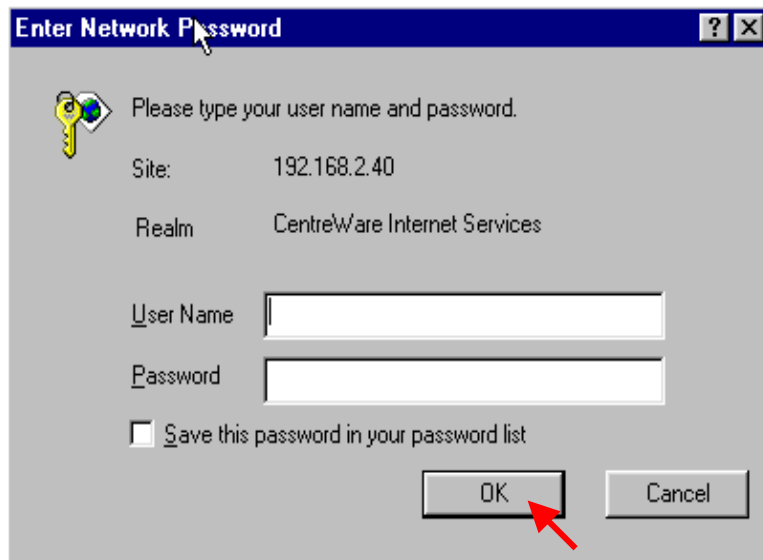 Enter Network Password
Please type your user name and password.
Site: 192.168.2.40
Realm CentreWare Internet Services
User Name
Password
Save this password in your password list
OK Cancel